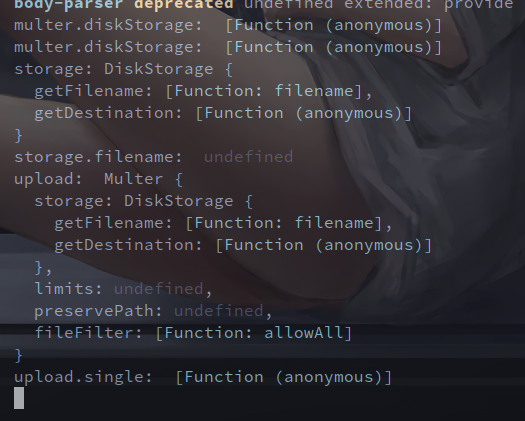 body-parser deprecated undefined extended: provide
multer.diskStorage:  [Function (anonymous)]
multer.diskStorage:  [Function (anonymous)]
storage: DiskStorage {
  getFilename: [Function: filename],
  getDestination: [Function (anonymous)]
}
storage.filename:  undefined
upload:  Multer {
  storage: DiskStorage {
    getFilename: [Function: filename],
    getDestination: [Function (anonymous)]
  },
  limits: undefined,
  preservePath: undefined,
  fileFilter: [Function: allowAll]
}
upload.single:  [Function (anonymous)]